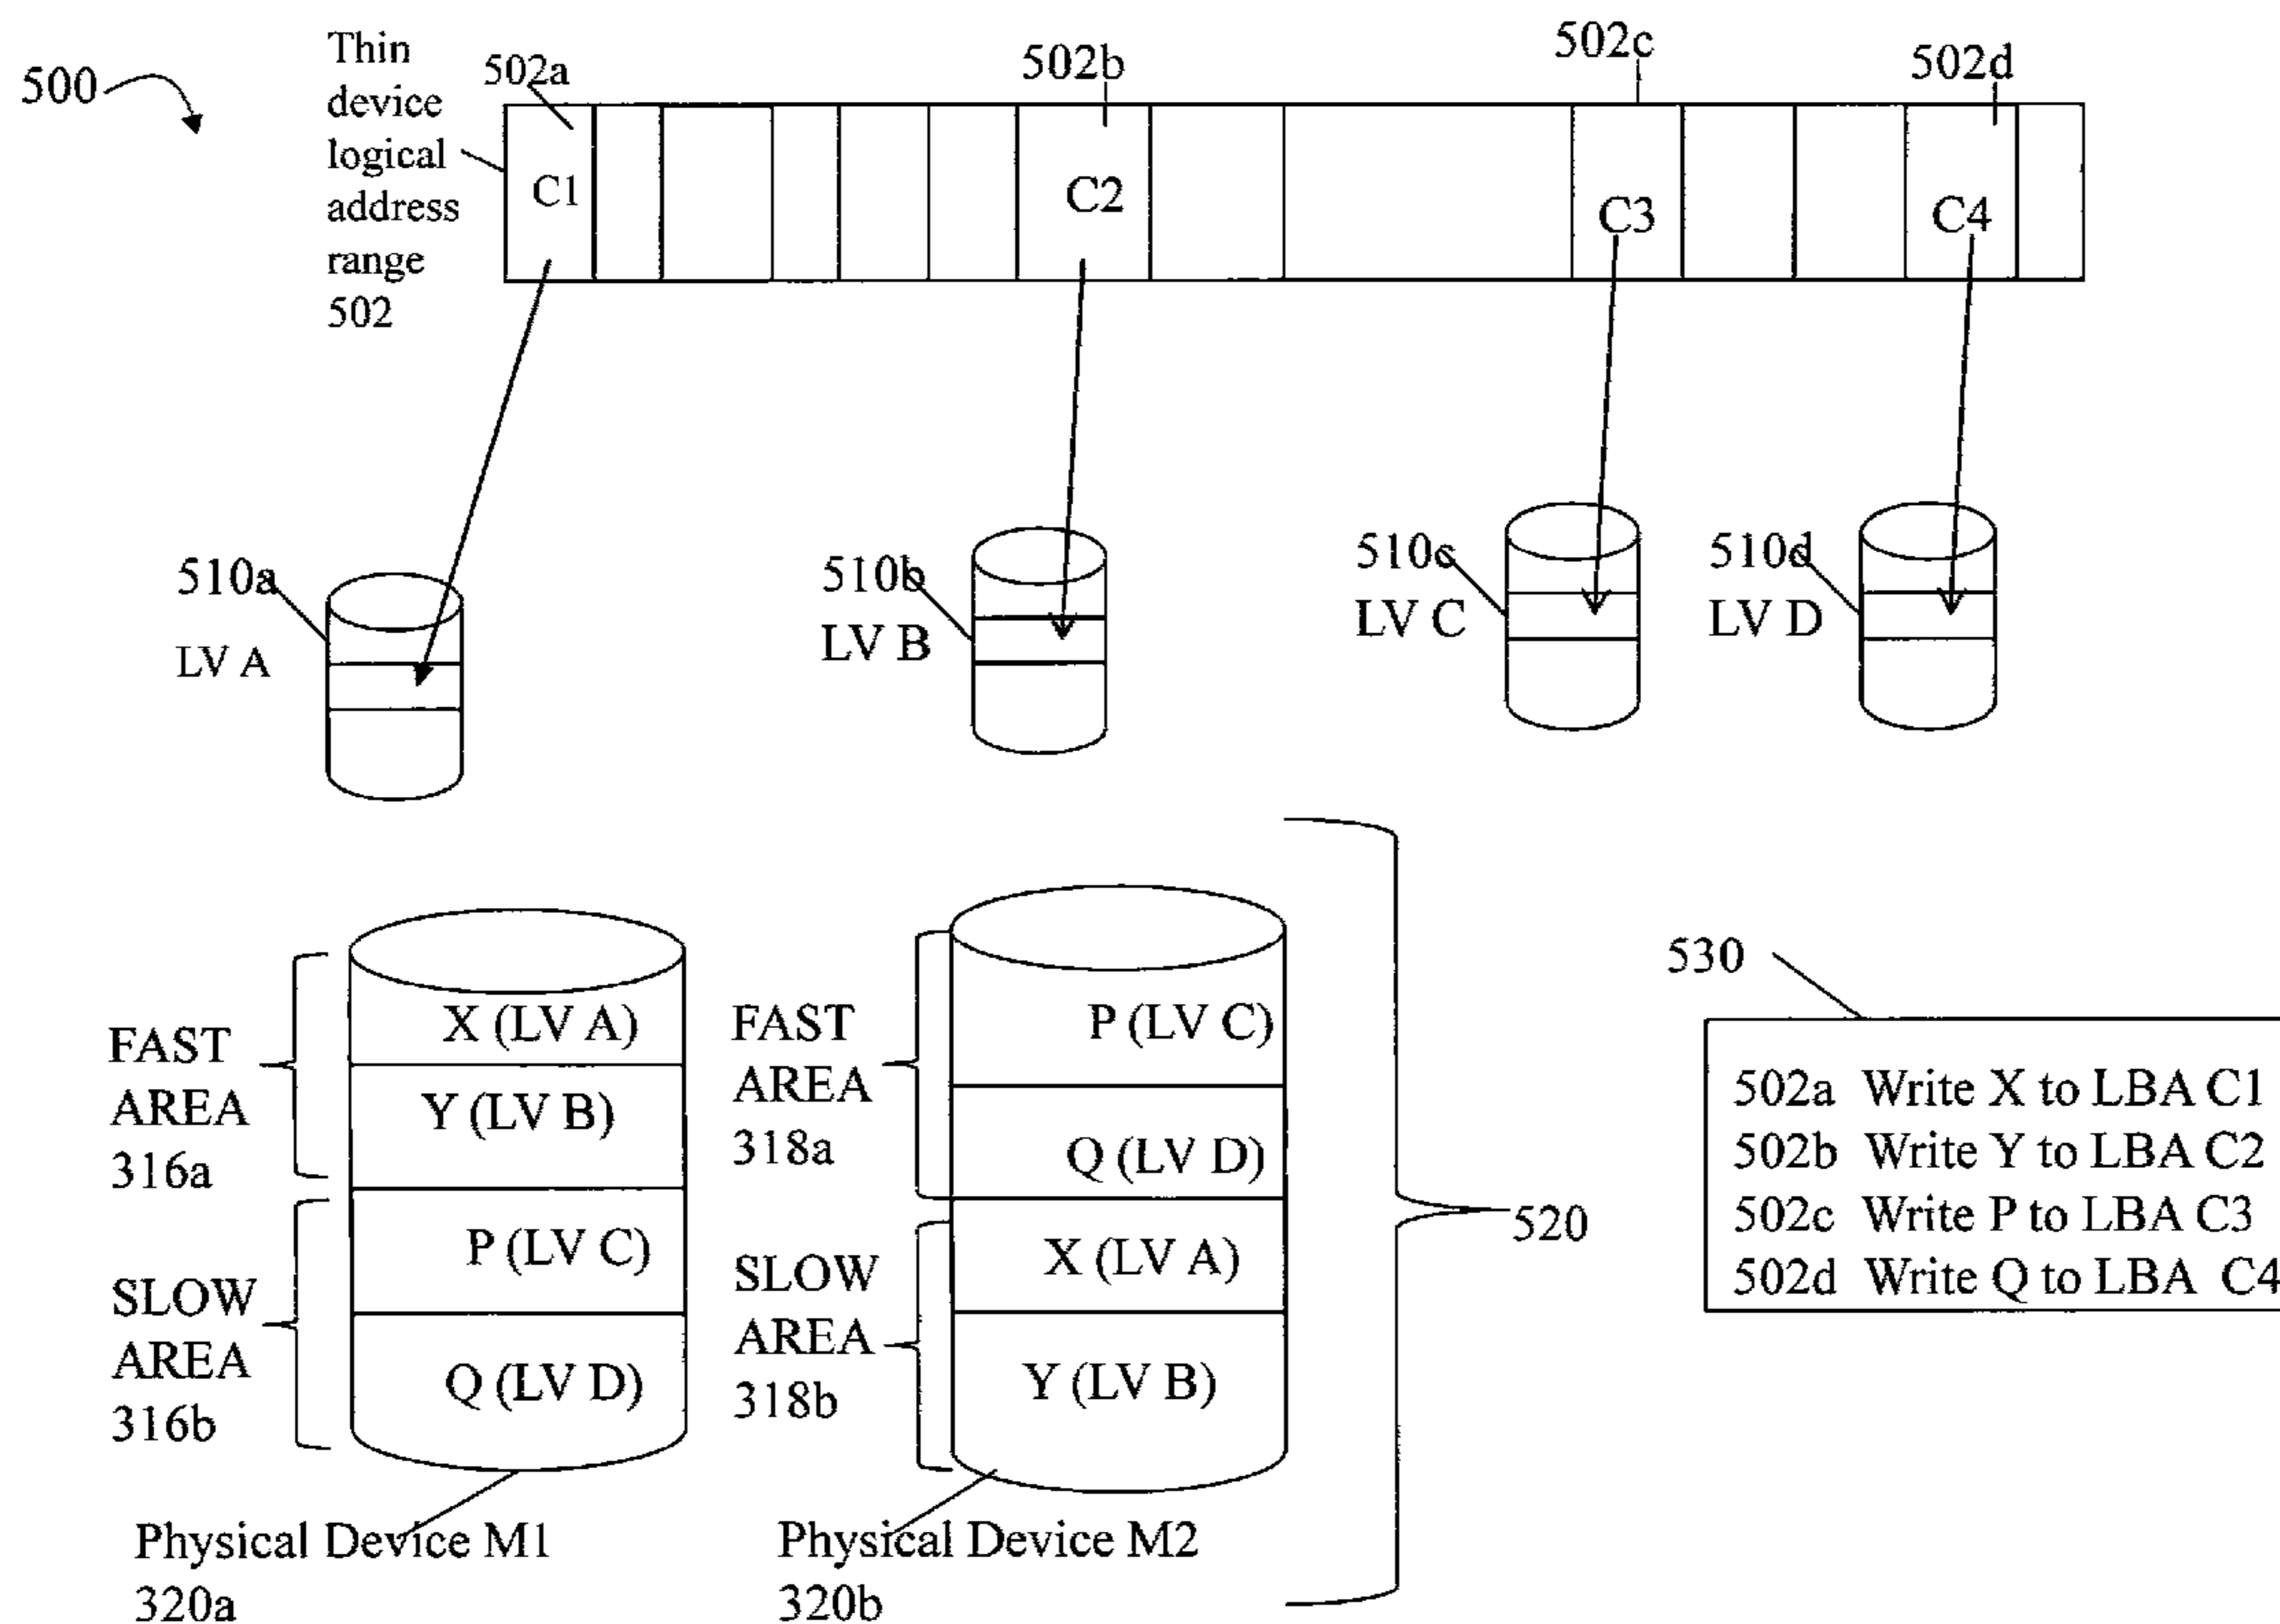 500
Thin
device
logical
address
range
502
502a
502b
502c
502d
C1
C2
C3
C4
510a
LV A
510b
LV B
510c
LV C
510d
LV D
FAST
AREA
316a
SLOW
AREA
316b
X (LV A)
Y (LV B)
P (LV C)
Q (LV D)
Physical Device M1
320a
FAST
AREA
318a
SLOW
AREA
318b
P (LV C)
Q (LV D)
X (LV A)
Y (LV B)
Physical Device M2
320b
520
530
502a Write X to LBA C1
502b Write Y to LBA C2
502c Write P to LBA C3
502d Write Q to LBA C4